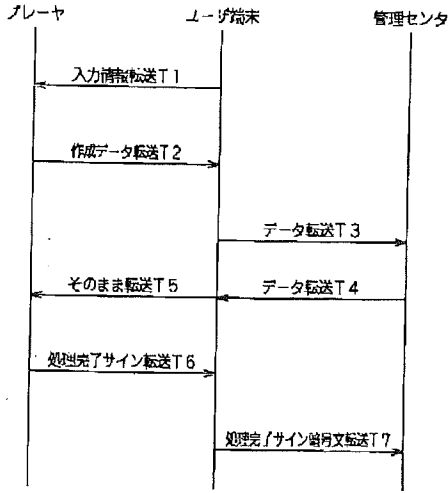 プレーヤ
ユーザ端末
管理センタ
入力情報転送T1
作成データ転送T2
データ転送T3
そのまま転送T5
データ転送T4
処理完了サイン転送T6
処理完了サイン暗号文転送T7